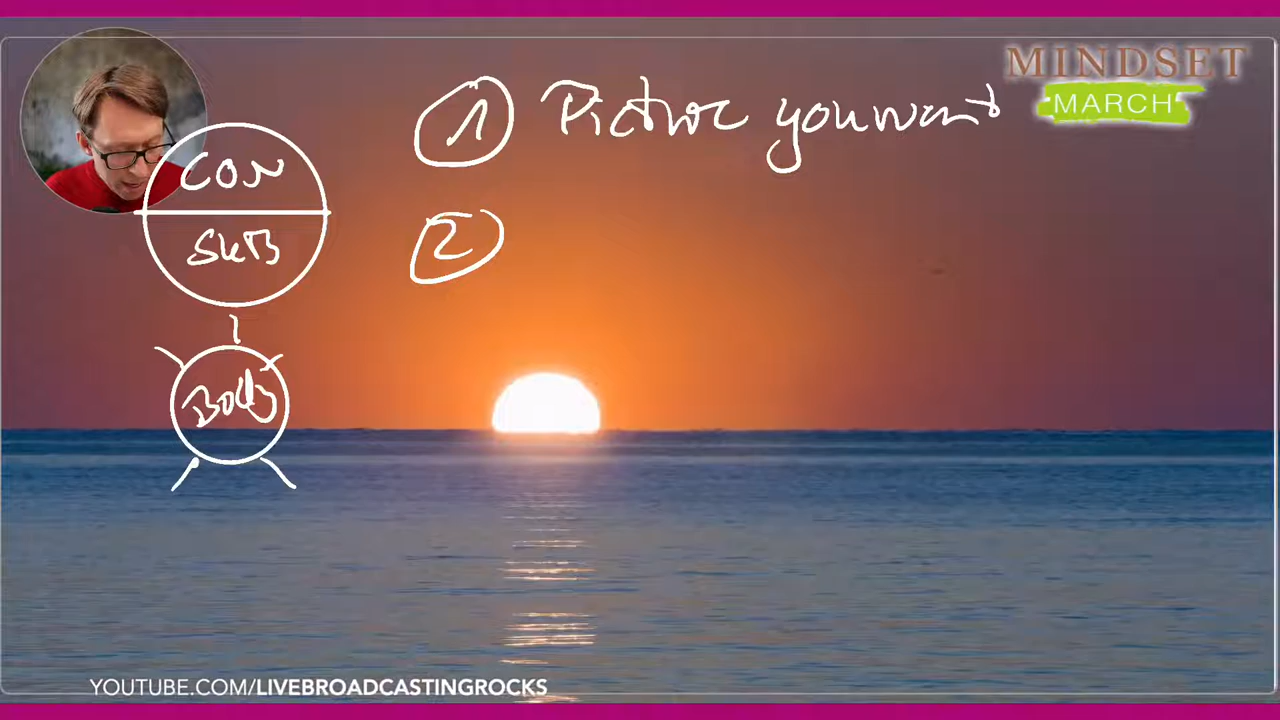 MINDSET
MARCH
1 Picture you want
2
CON
SUB
Body
YOUTUBE.COM/LIVEBROADCASTINGROCKS